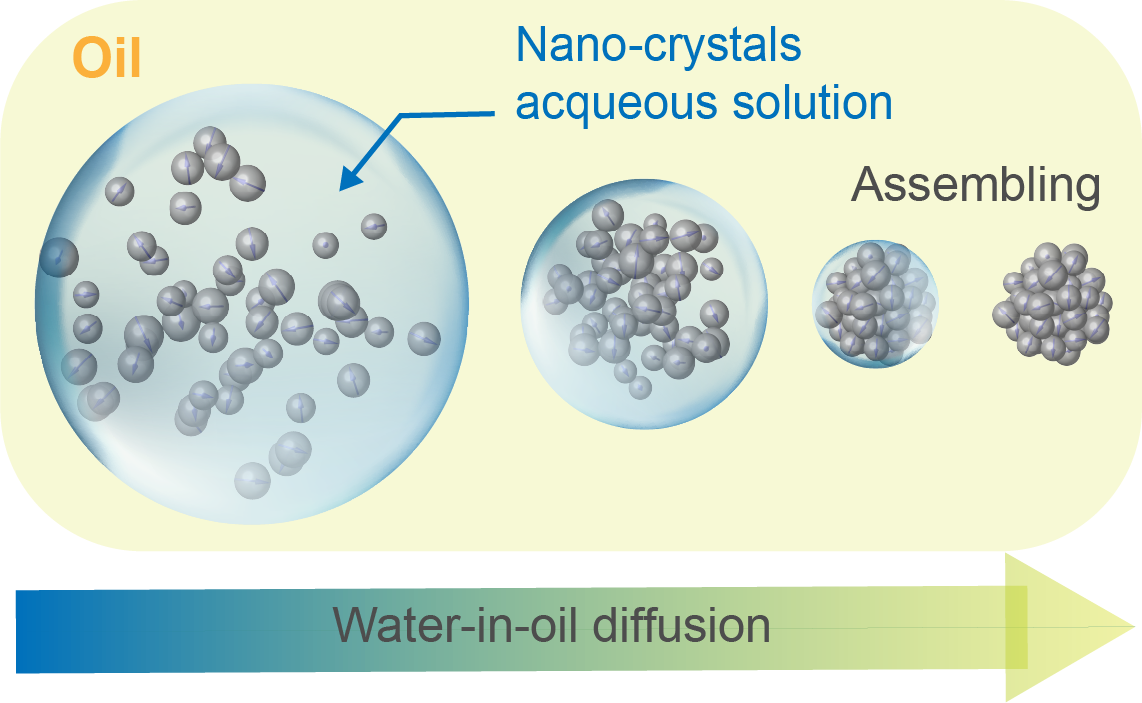 Oil
Nano-crystals
acqueous solution
Assembling
Water-in-oil diffusion